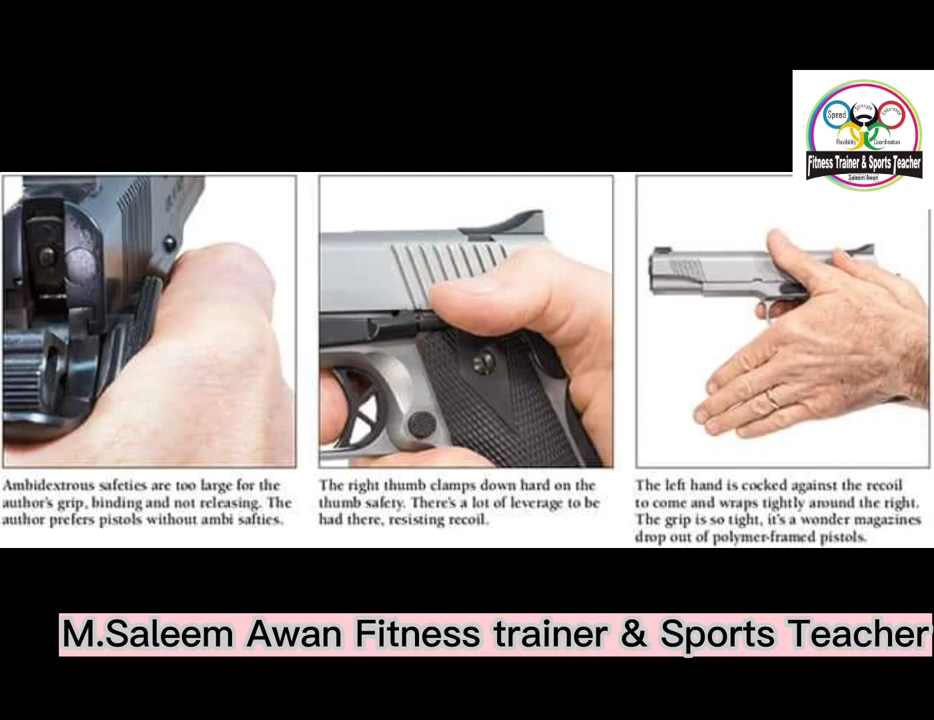 Speed
Strength
Endurance
Flexibility
Coordination
Fitness Trainer & Sports Teacher
Saleem Awan
Ambidextrous safeties are too large for the
author's grip, binding and not releasing. The
author prefers pistols without ambi safties.
The right thumb clamps down hard on the
thumb safety. There's a lot of leverage to be
had there, resisting recoil.
The left hand is cocked against the recoil
to come and wraps tightly around the right.
The grip is so tight, it's a wonder magazines
drop out of polymer-framed pistols.
M.Saleem Awan Fitness trainer & Sports Teacher